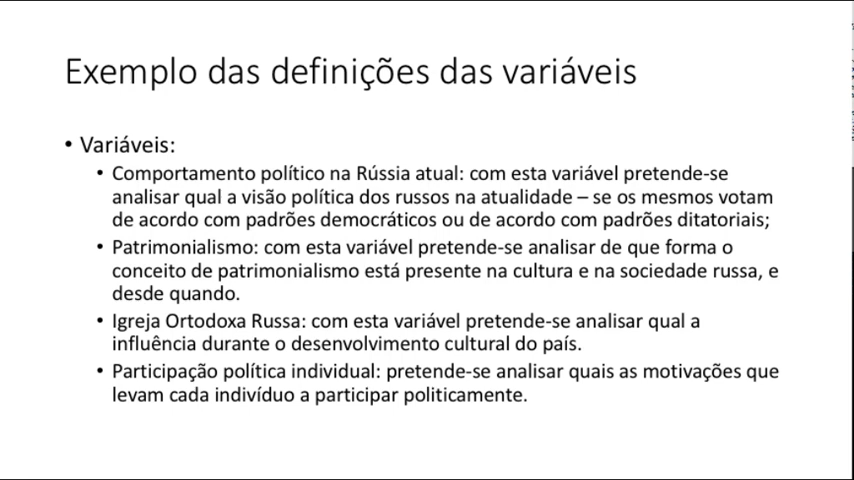 Exemplo das definições das variáveis
• Variáveis:
• Comportamento político na Rússia atual: com esta variável pretende-se
analisar qual a visão política dos russos na atualidade – se os mesmos votam
de acordo com padrões democráticos ou de acordo com padrões ditatoriais;
• Patrimonialismo: com esta variável pretende-se analisar de que forma o
conceito de patrimonialismo está presente na cultura e na sociedade russa, e
desde quando.
• Igreja Ortodoxa Russa: com esta variável pretende-se analisar qual a
influência durante o desenvolvimento cultural do país.
• Participação política individual: pretende-se analisar quais as motivações que
levam cada indivíduo a participar politicamente.